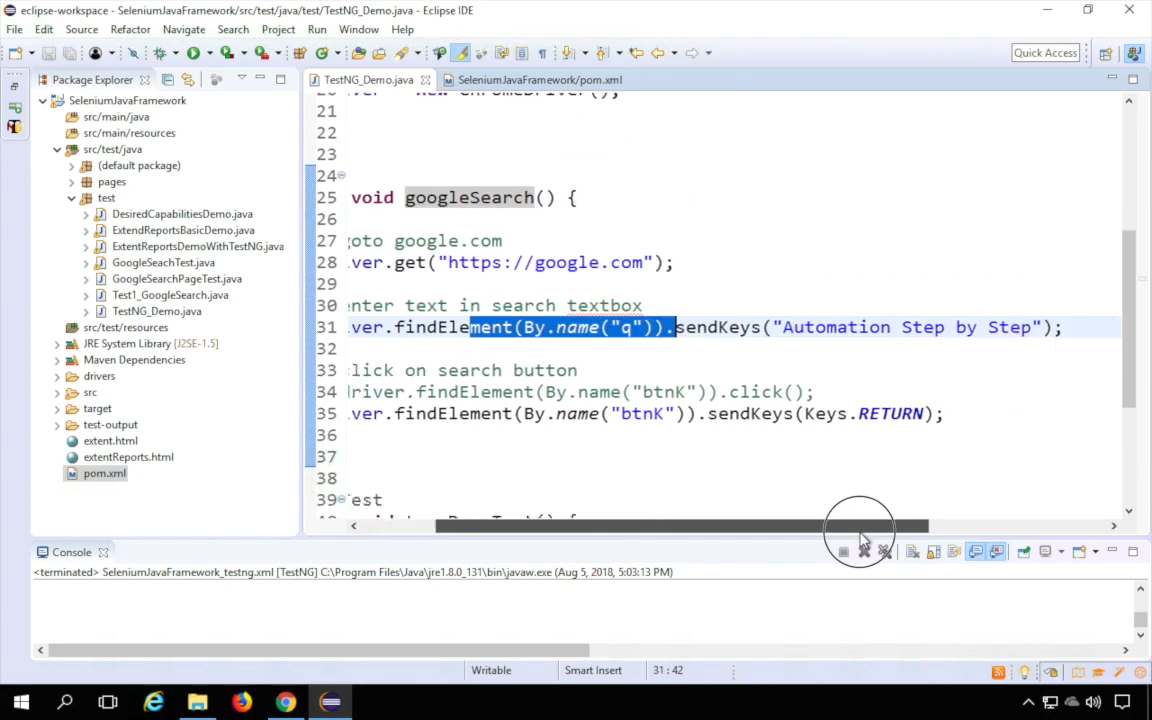 eclipse-workspace - SeleniumJavaFramework/src/test/java/test/TestNG_Demo.java - Eclipse IDE
File Edit Source Refactor Navigate Search Project Run Window Help
Quick Access
Package Explorer
TestNG_Demo.java
SeleniumJavaFramework/pom.xml
SeleniumJavaFramework
src/main/java
src/main/resources
src/test/java
(default package)
pages
test
DesiredCapabilitiesDemo.java
ExtendReportsBasicDemo.java
ExtentReportsDemoWithTestNG.java
GoogleSeachTest.java
GoogleSearchPageTest.java
Test1_GoogleSearch.java
TestNG_Demo.java
src/test/resources
JRE System Library [J2SE-1.5]
Maven Dependencies
drivers
src
target
test-output
extent.html
extentReports.html
pom.xml
21
22
23
24
25 void googleSearch() {
26
27 goto google.com
28 ver.get("https://google.com");
29
30 enter text in search textbox
31 ver.findElement(By.name("q")).sendKeys("Automation Step by Step");
32
33 click on search button
34 driver.findElement(By.name("btnK")).click();
35 ver.findElement(By.name("btnK")).sendKeys(Keys.RETURN);
36
37
38
39 est
Console
<terminated> SeleniumJavaFramework_testng.xml [TestNG] C:\Program Files\Java\jre1.8.0_131\bin\javaw.exe (Aug 5, 2018, 5:03:13 PM)
Writable Smart Insert 31 : 42